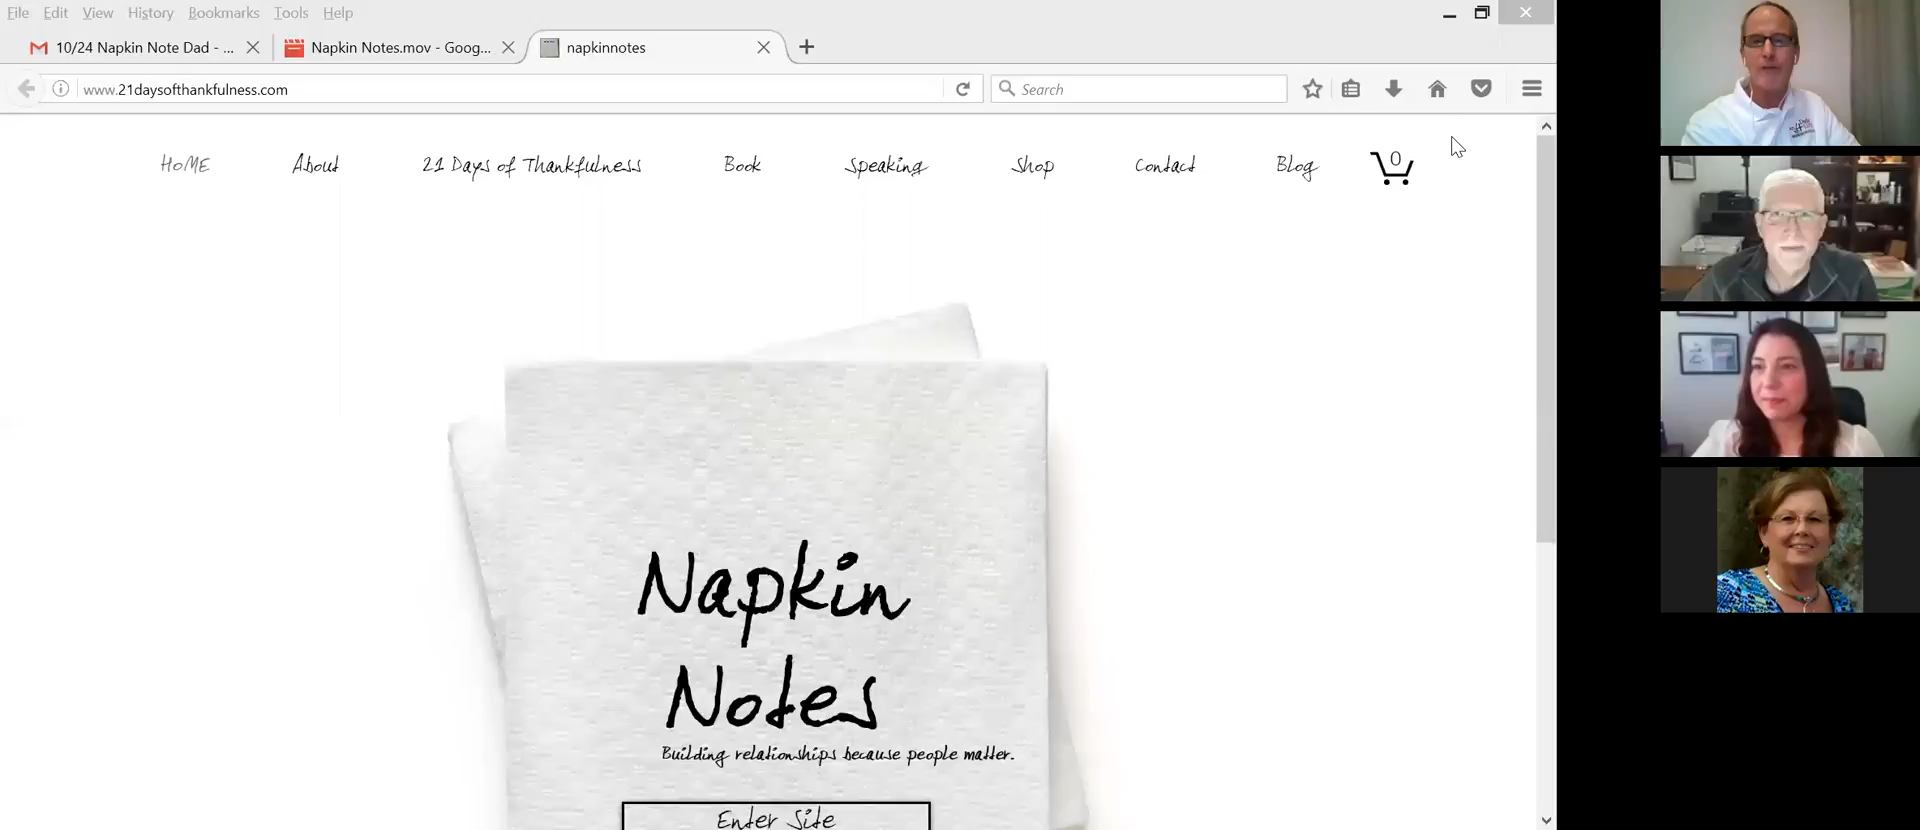 File Edit View History Bookmarks Tools Help
10/24 Napkin Note Dad - ... Napkin Notes.mov - Goog... napkinnotes
www.21daysofthankfulness.com Search
HoME About 21 Days of Thankfulness Book Speaking Shop Contact Blog 0
Napkin
Notes
Building relationships because people matter.
Enter Site